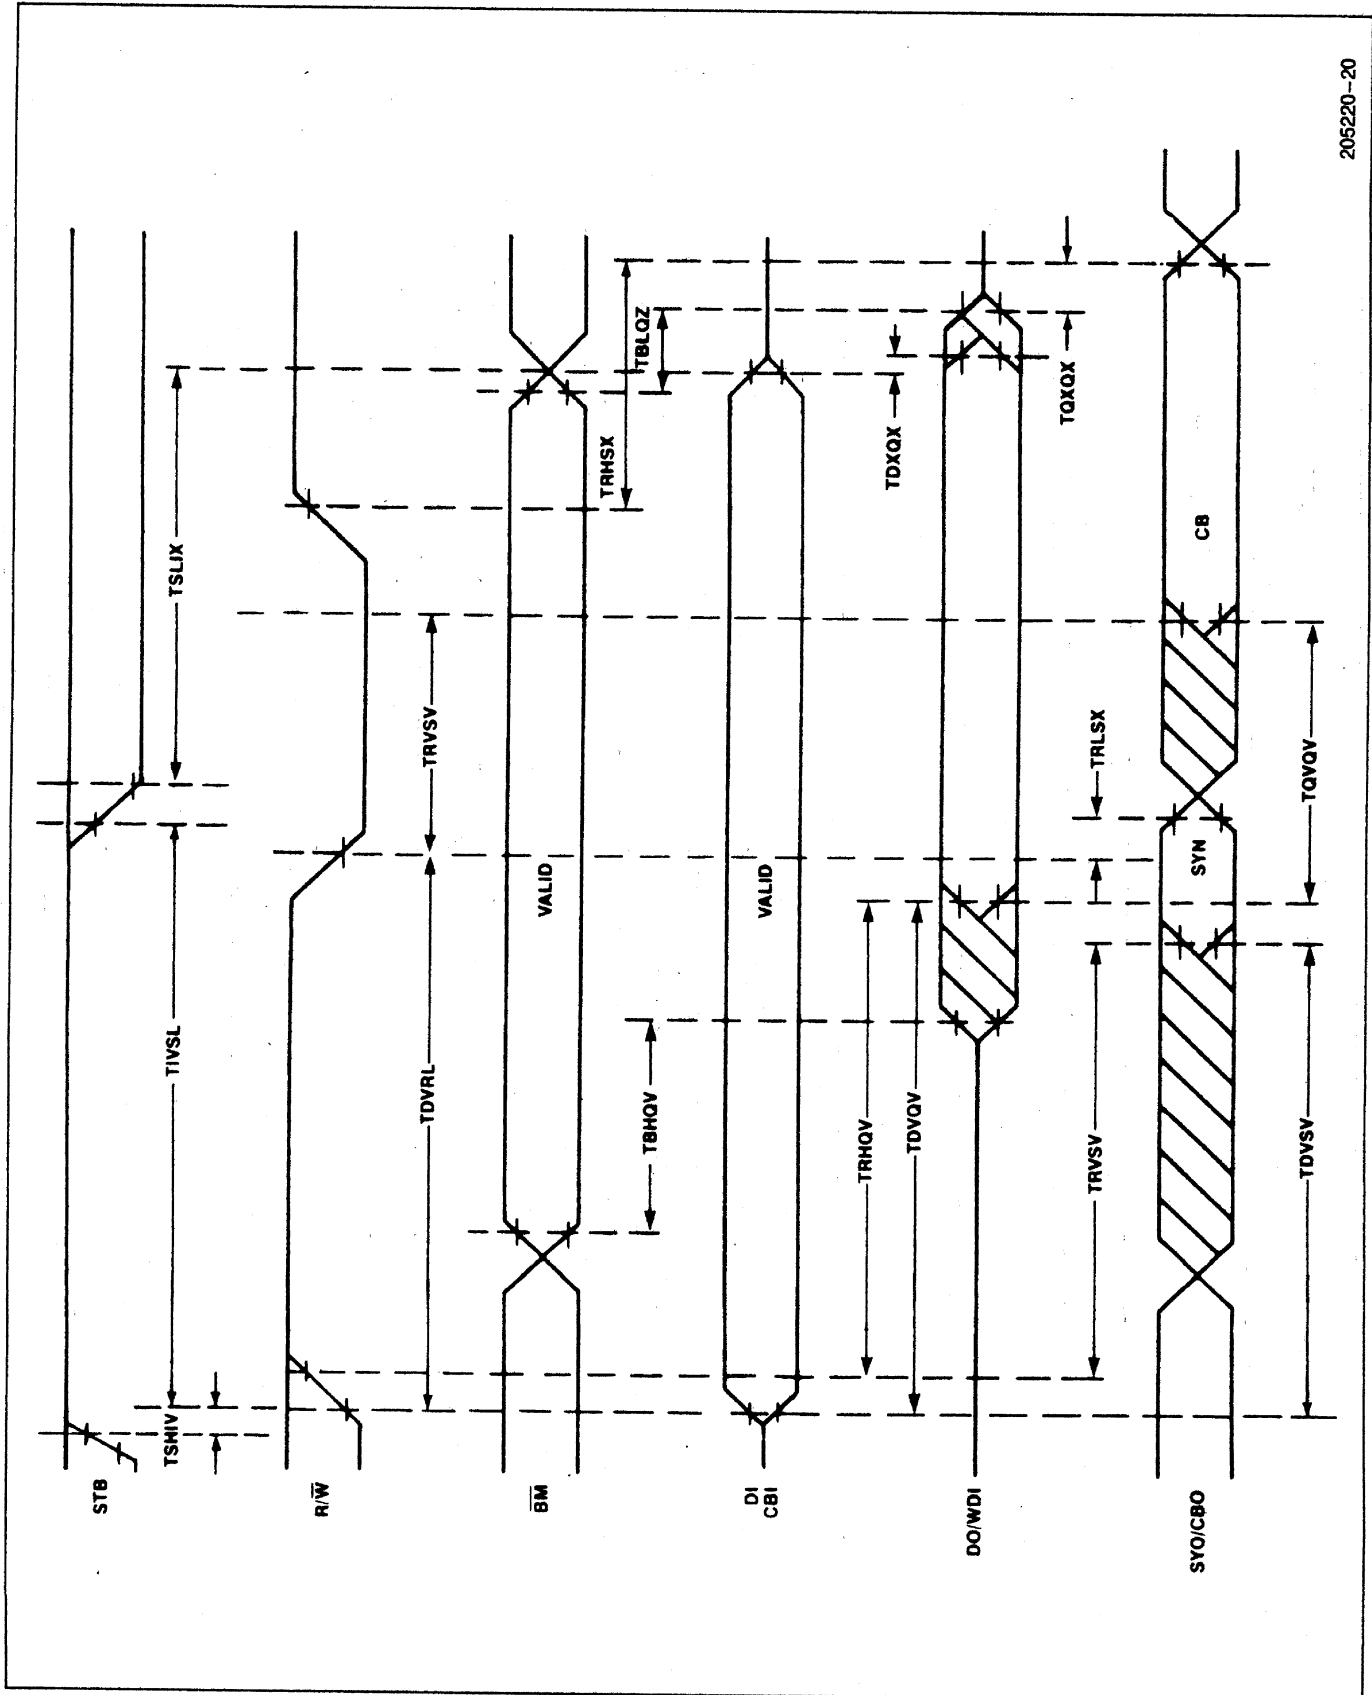 STB
TSHIV
TIVSL
TSLIX
R/W̅
TDVRL
TRVSV
B̅M̅
VALID
TRHSX
TBLQZ
TBHQV
DI
CBI
VALID
TDXQX
TRHQV
TDVQV
DO/WDI
TQXQX
TRVSV
TRLSX
SYO/CBO
SYN
CB
TDVSV
TQVQV
205220-20